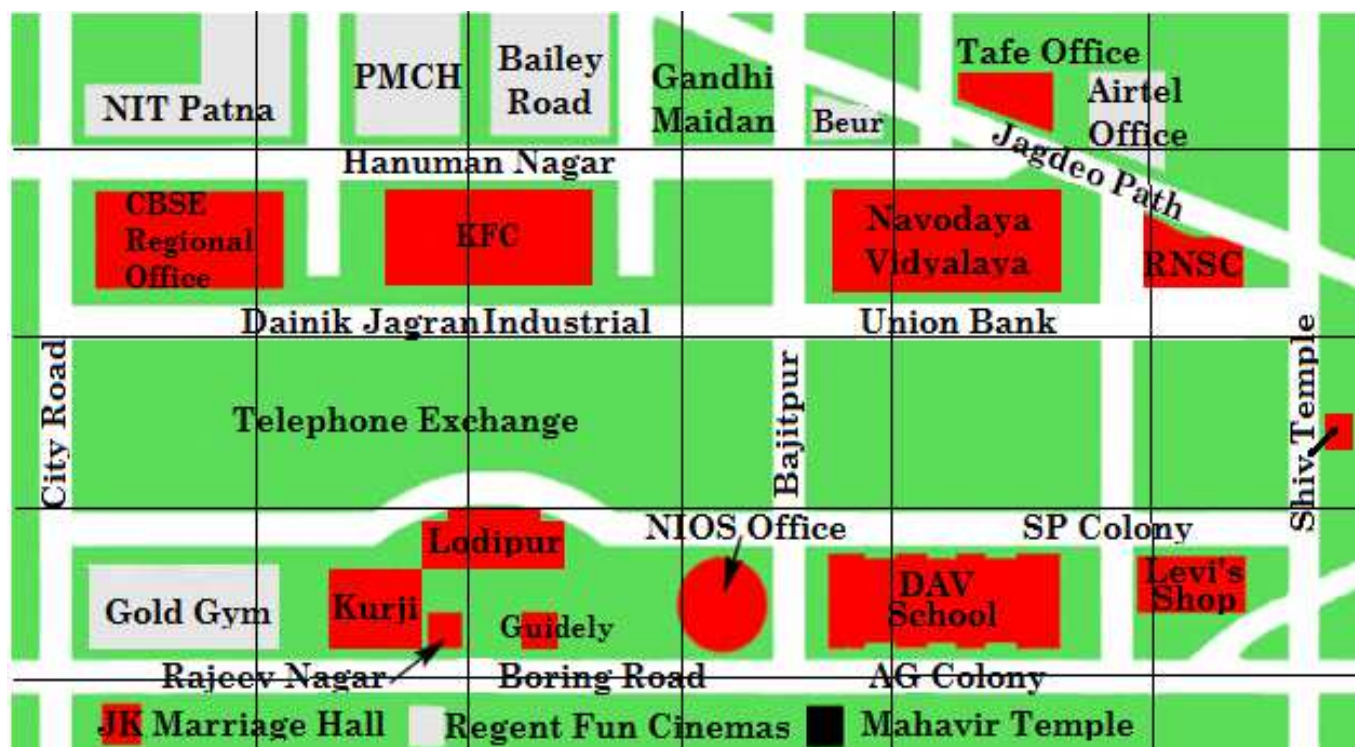 Tafe Office
PMCH
Bailey
Road
Gandhi
Maidan
NIT Patna
Beur
Airtel
Office
Hanuman Nagar
Jagdeo Path
CBSE
Regional
Office
KFC
Navodaya
Vidyalaya
RNSC
Dainik Jagran
Industrial
Union Bank
City Road
Telephone Exchange
Bajitpur
Shiv Temple
Lodipur
NIOS Office
SP Colony
Gold Gym
Kurji
Guidely
DAV
School
Levi's
Shop
Rajeev Nagar
Boring Road
AG Colony
JK Marriage Hall
Regent Fun Cinemas
Mahavir Temple